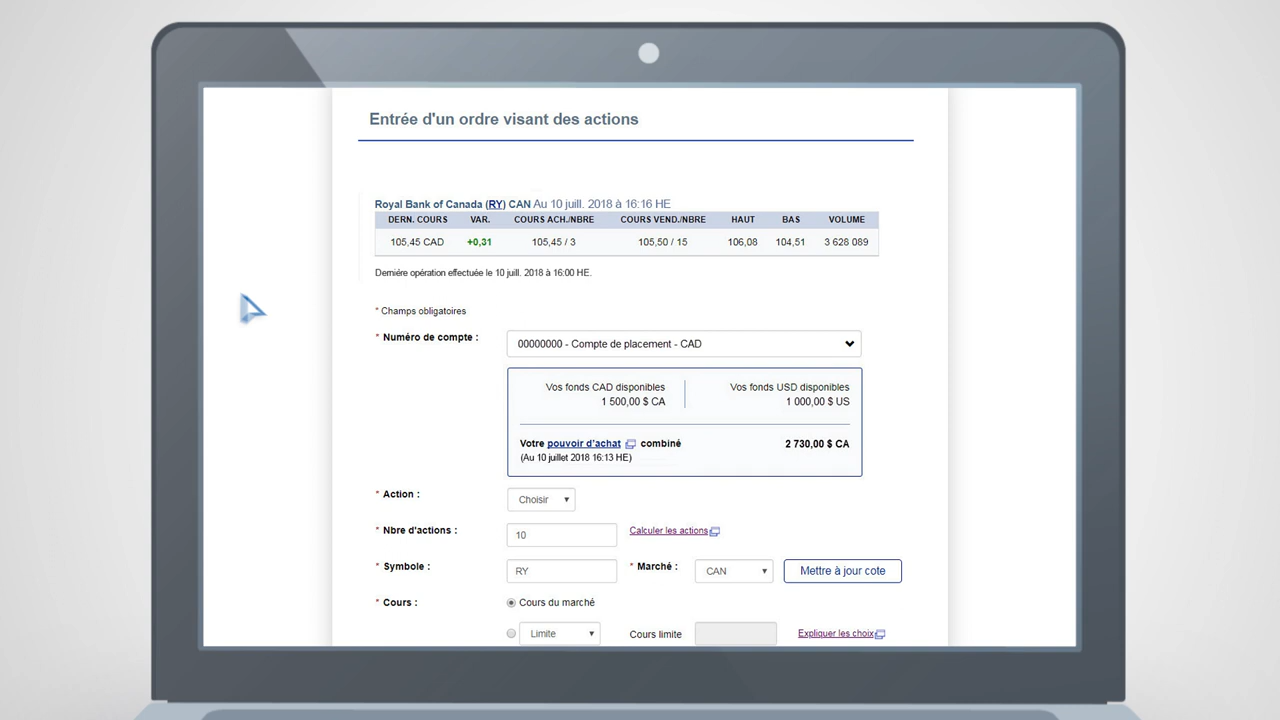 Entrée d'un ordre visant des actions
Royal Bank of Canada (RY) CAN Au 10 juill. 2018 à 16:16 HE
DERN. COURS VAR. COURS ACH./NBRE COURS VEND./NBRE HAUT BAS VOLUME
105,45 CAD +0,31 105,45 / 3 105,50 / 15 106,08 104,51 3 628 089
Derniére opération effectuée le 10 juill. 2018 à 16:00 HE.
* Champs obligatoires
* Numéro de compte : 00000000 - Compte de placement - CAD
Vos fonds CAD disponibles Vos fonds USD disponibles
1 500,00 $ CA 1 000,00 $ US
Votre pouvoir d'achat combiné 2 730,00 $ CA
(Au 10 juillet 2018 16:13 HE)
* Action : Choisir
* Nbre d'actions : 10 Calculer les actions
* Symbole : RY * Marché : CAN Mettre à jour cote
* Cours : Cours du marché
Limite Cours limite Expliquer les choix